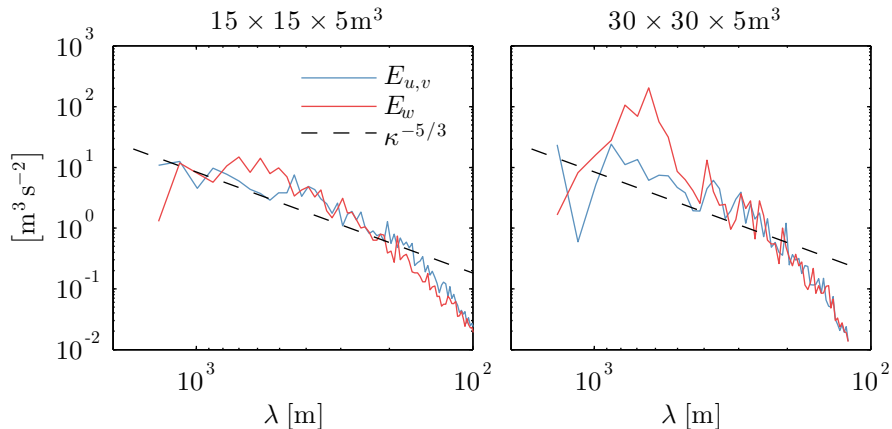 15 × 15 × 5m³
30 × 30 × 5m³
10³
10²
10¹
10⁰
10⁻¹
10⁻²
[m³ s⁻²]
E_{u,v}
E_w
κ^{−5/3}
10³
10²
10³
10²
λ [m]
λ [m]